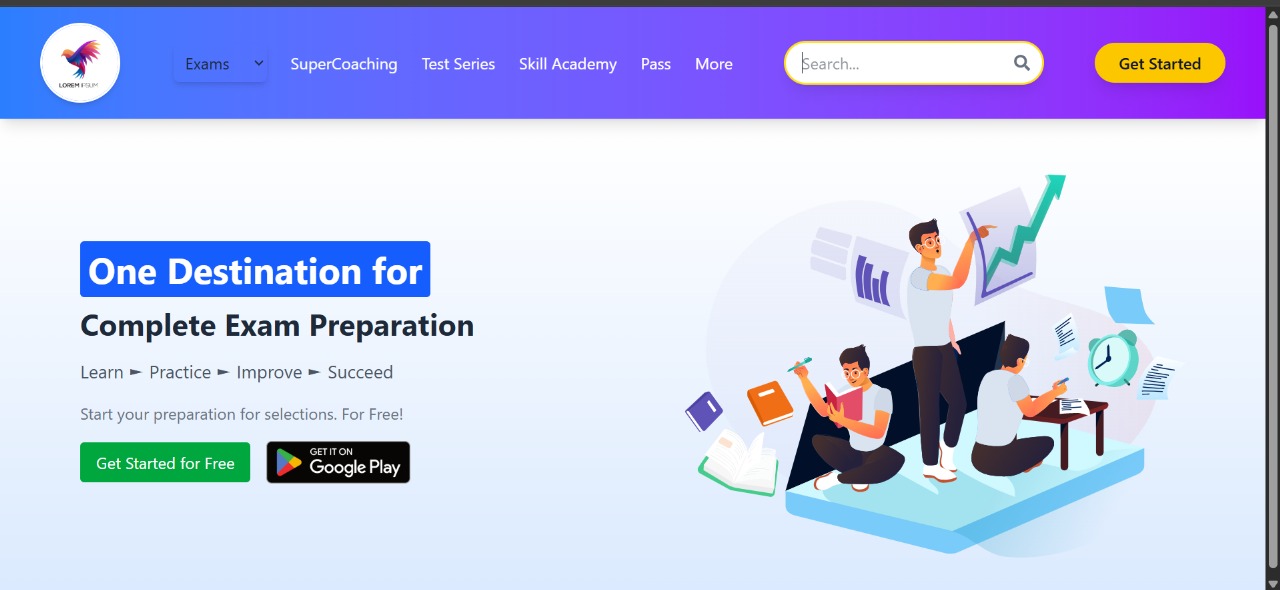 LOREM IPSUM
Exams
SuperCoaching
Test Series
Skill Academy
Pass
More
Search...
Get Started
One Destination for
Complete Exam Preparation
Learn ► Practice ► Improve ► Succeed
Start your preparation for selections. For Free!
Get Started for Free
GET IT ON
Google Play